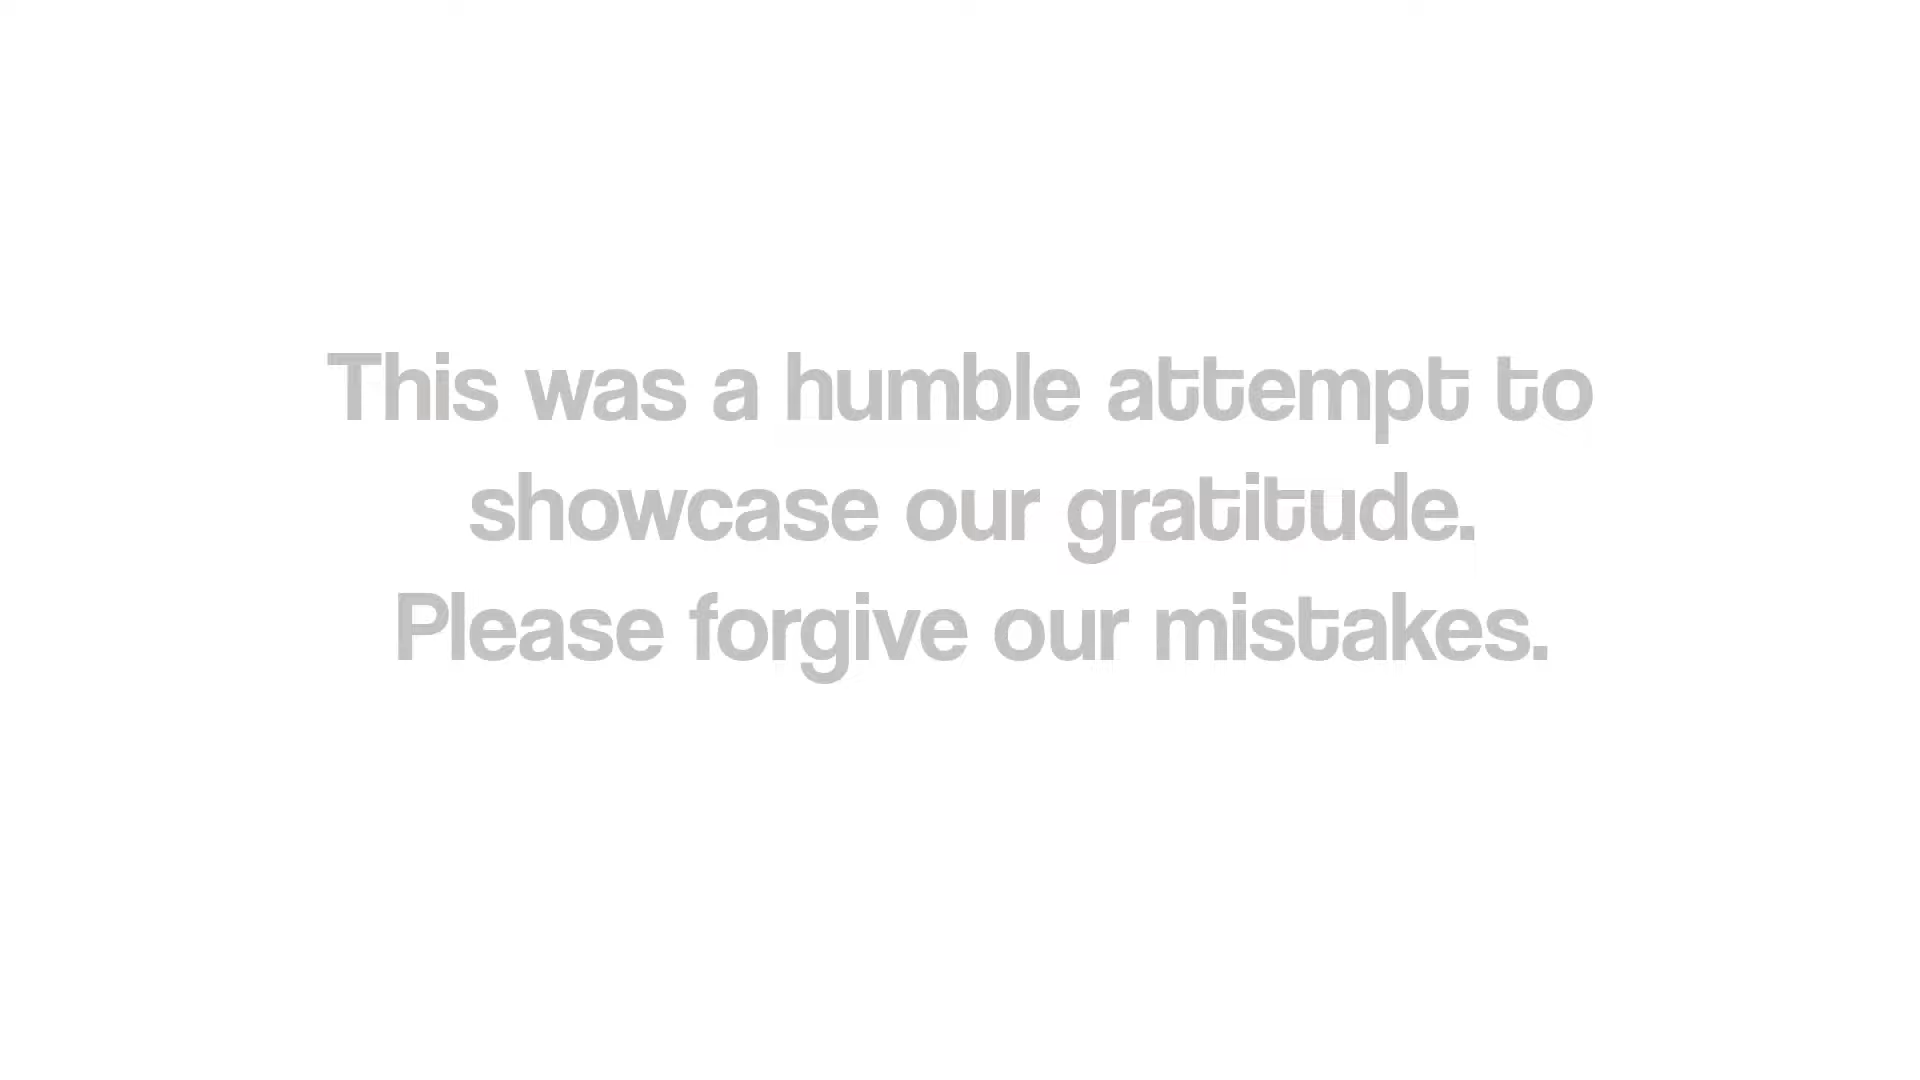 This was a humble attempt to
showcase our gratitude.
Please forgive our mistakes.